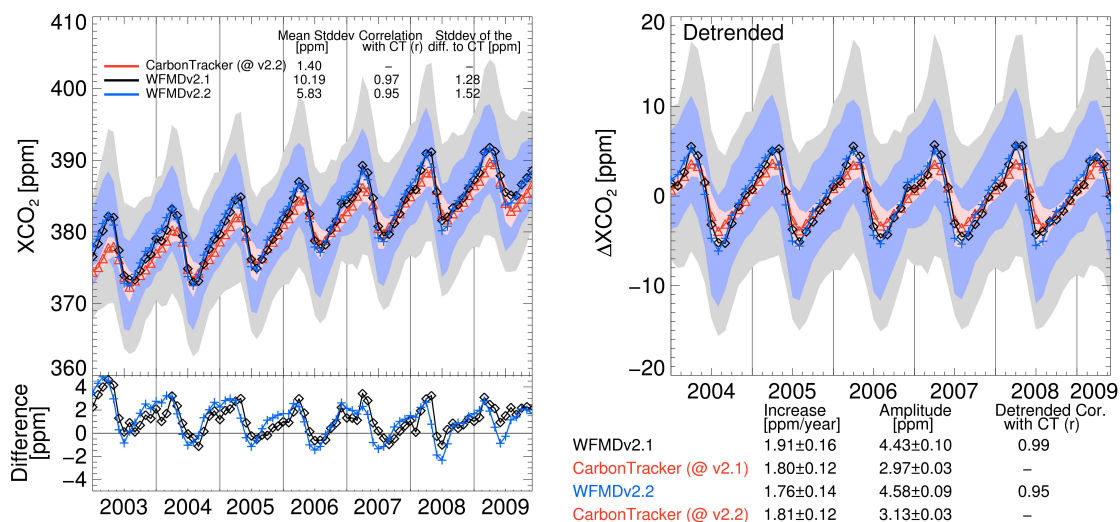 Mean Stddev Correlation Stddev of the
[ppm] with CT (r) diff. to CT [ppm]
CarbonTracker (@ v2.2) 1.40 – –
WFMDv2.1 10.19 0.97 1.28
WFMDv2.2 5.83 0.95 1.52
410
400
390
380
370
360
XCO2 [ppm]
4
2
0
−2
−4
Difference
[ppm]
2003 2004 2005 2006 2007 2008 2009
Detrended
20
10
0
−10
−20
ΔXCO2 [ppm]
2004 2005 2006 2007 2008 2009
Increase Amplitude Detrended Cor.
[ppm/year] [ppm] with CT (r)
WFMDv2.1 1.91±0.16 4.43±0.10 0.99
CarbonTracker (@ v2.1) 1.80±0.12 2.97±0.03 –
WFMDv2.2 1.76±0.14 4.58±0.09 0.95
CarbonTracker (@ v2.2) 1.81±0.12 3.13±0.03 –